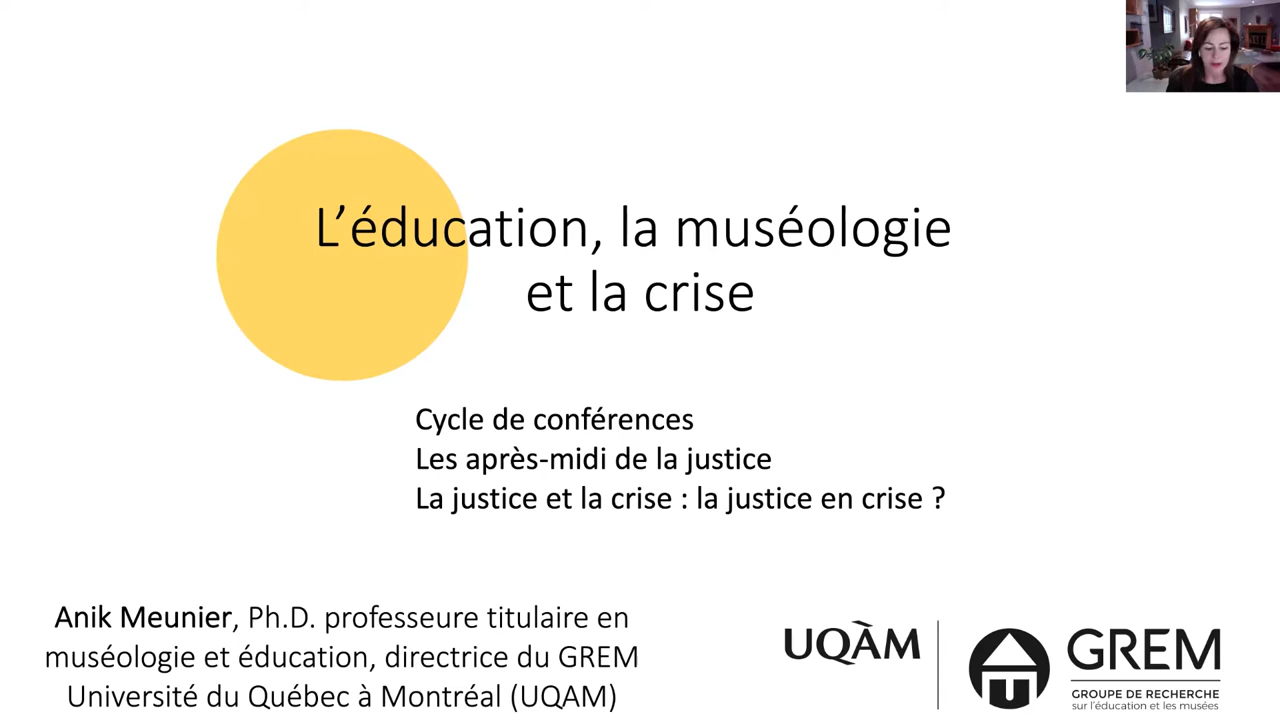 L'éducation, la muséologie
et la crise
Cycle de conférences
Les après-midi de la justice
La justice et la crise : la justice en crise ?
Anik Meunier, Ph.D. professeure titulaire en
muséologie et éducation, directrice du GREM
Université du Québec à Montréal (UQAM)
UQÀM
GREM
GROUPE DE RECHERCHE
sur l'éducation et les musées